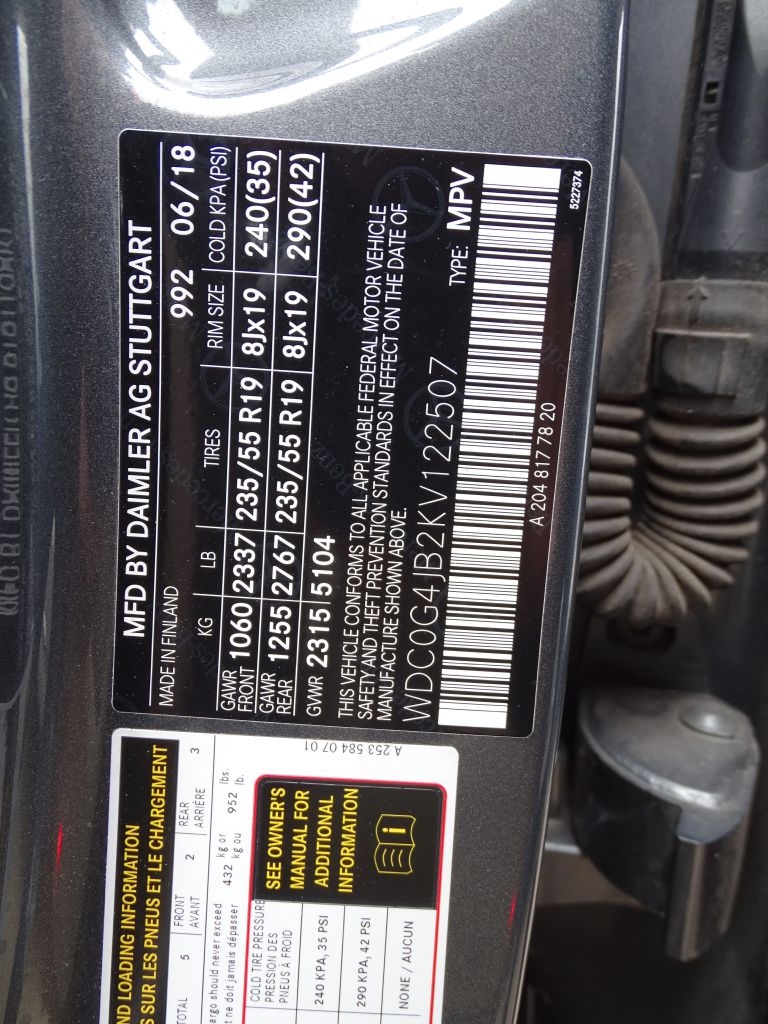 MFD BY DAIMLER AG STUTTGART
MADE IN FINLAND 992 06/18
KG LB TIRES RIM SIZE COLD KPA(PSI)
GAWR FRONT 1060 2337 235/55 R19 8Jx19 240(35)
GAWR REAR 1255 2767 235/55 R19 8Jx19 290(42)
GVWR 2315 5104
THIS VEHICLE CONFORMS TO ALL APPLICABLE FEDERAL MOTOR VEHICLE
SAFETY AND THEFT PREVENTION STANDARDS IN EFFECT ON THE DATE OF
MANUFACTURE SHOWN ABOVE.
WDC0G4JB2KV122507 TYPE: MPV
A 204 817 78 20
5227374
A 253 584 07 01
LOADING INFORMATION
SUR LES PNEUS ET LE CHARGEMENT
TOTAL 5 FRONT 2 REAR 3
AVANT ARRIÈRE
should never exceed 432 kg or 952 lbs.
ne doit jamais dépasser kg ou lb.
COLD TIRE PRESSURE
PRESSION DES
PNEUS À FROID
240 KPA, 35 PSI
290 KPA, 42 PSI
NONE / AUCUN
SEE OWNER'S
MANUAL FOR
ADDITIONAL
INFORMATION